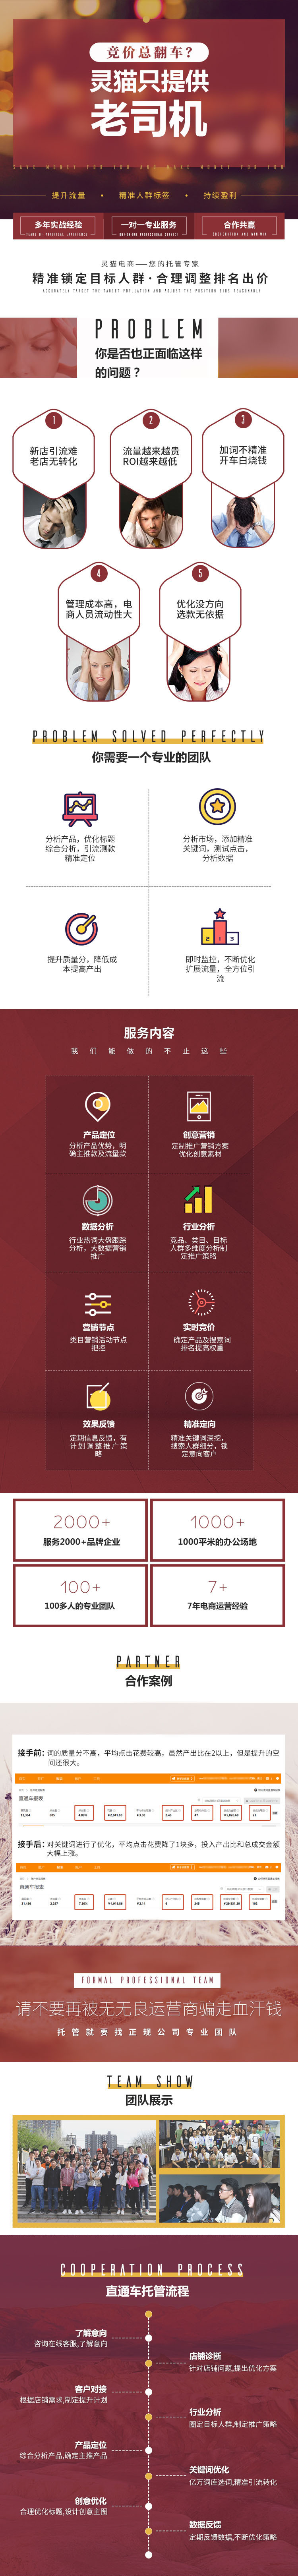 竞价总翻车?
灵猫只提供
老司机
SAVE MONEY FOR YOU AND MAKE MONEY FOR YOU
提升流量 • 精准人群标签 • 持续盈利
多年实战经验
YEARS OF PRACTICAL EXPERIENCE
一对一专业服务
ONE-ON-ONE PROFESSIONAL SERVICE
合作共赢
COOPERATION AND WIN-WIN
灵猫电商——您的托管专家
精准锁定目标人群·合理调整排名出价
PROBLEM
你是否也正面临这样
的问题?
1
新店引流难
老店无转化
2
流量越来越贵
ROI越来越低
3
加词不精准
开车白烧钱
4
管理成本高,电
商人员流动性大
5
优化没方向
选款无依据
PROBLEM SOLVED PERFECTLY
你需要一个专业的团队
分析产品,优化标题
综合分析,引流测款
精准定位
分析市场,添加精准
关键词,测试点击,
分析数据
提升质量分,降低成
本提高产出
2 1 3
即时监控,不断优化
扩展流量,全方位引
流
服务内容
我们能做的不止这些
产品定位
分析产品优势,明
确主推款及流量款
创意营销
定制推广营销方案
优化创意素材
数据分析
行业热词大盘跟踪
分析,大数据营销
推广
行业分析
竞品、类目、目标
人群多维度分析制
定推广策略
营销节点
类目营销活动节点
把控
实时竞价
确定产品及搜索词
排名提高权重
效果反馈
定期信息反馈,有
计划调整推广策
略
精准定向
精准关键词深挖,
搜索人群细分,锁
定意向客户
2000+
服务2000+品牌企业
1000+
1000平米的办公场地
100+
100多人的专业团队
7+
7年电商运营经验
PARTNER
合作案例
接手前: 词的质量分不高,平均点击花费较高,虽然产出比在2以上,但是提升的空
间还很大。
直通车报表
接手后: 对关键词进行了优化,平均点击花费降了1块多,投入产出比和总成交金额
大幅上涨。
直通车报表
FORMAL PROFESSIONAL TEAM
请不要再被无无良运营商骗走血汗钱
托管就要找正规公司专业团队
TEAM SHOW
团队展示
COOPERATION PROCESS
直通车托管流程
了解意向
咨询在线客服,了解意向
店铺诊断
针对店铺问题,提出优化方案
客户对接
根据店铺需求,制定提升计划
行业分析
圈定目标人群,制定推广策略
产品定位
综合分析产品,确定主推产品
关键词优化
亿万词库选词,精准引流转化
创意优化
合理优化标题,设计创意主图
数据反馈
定期反馈数据,不断优化策略